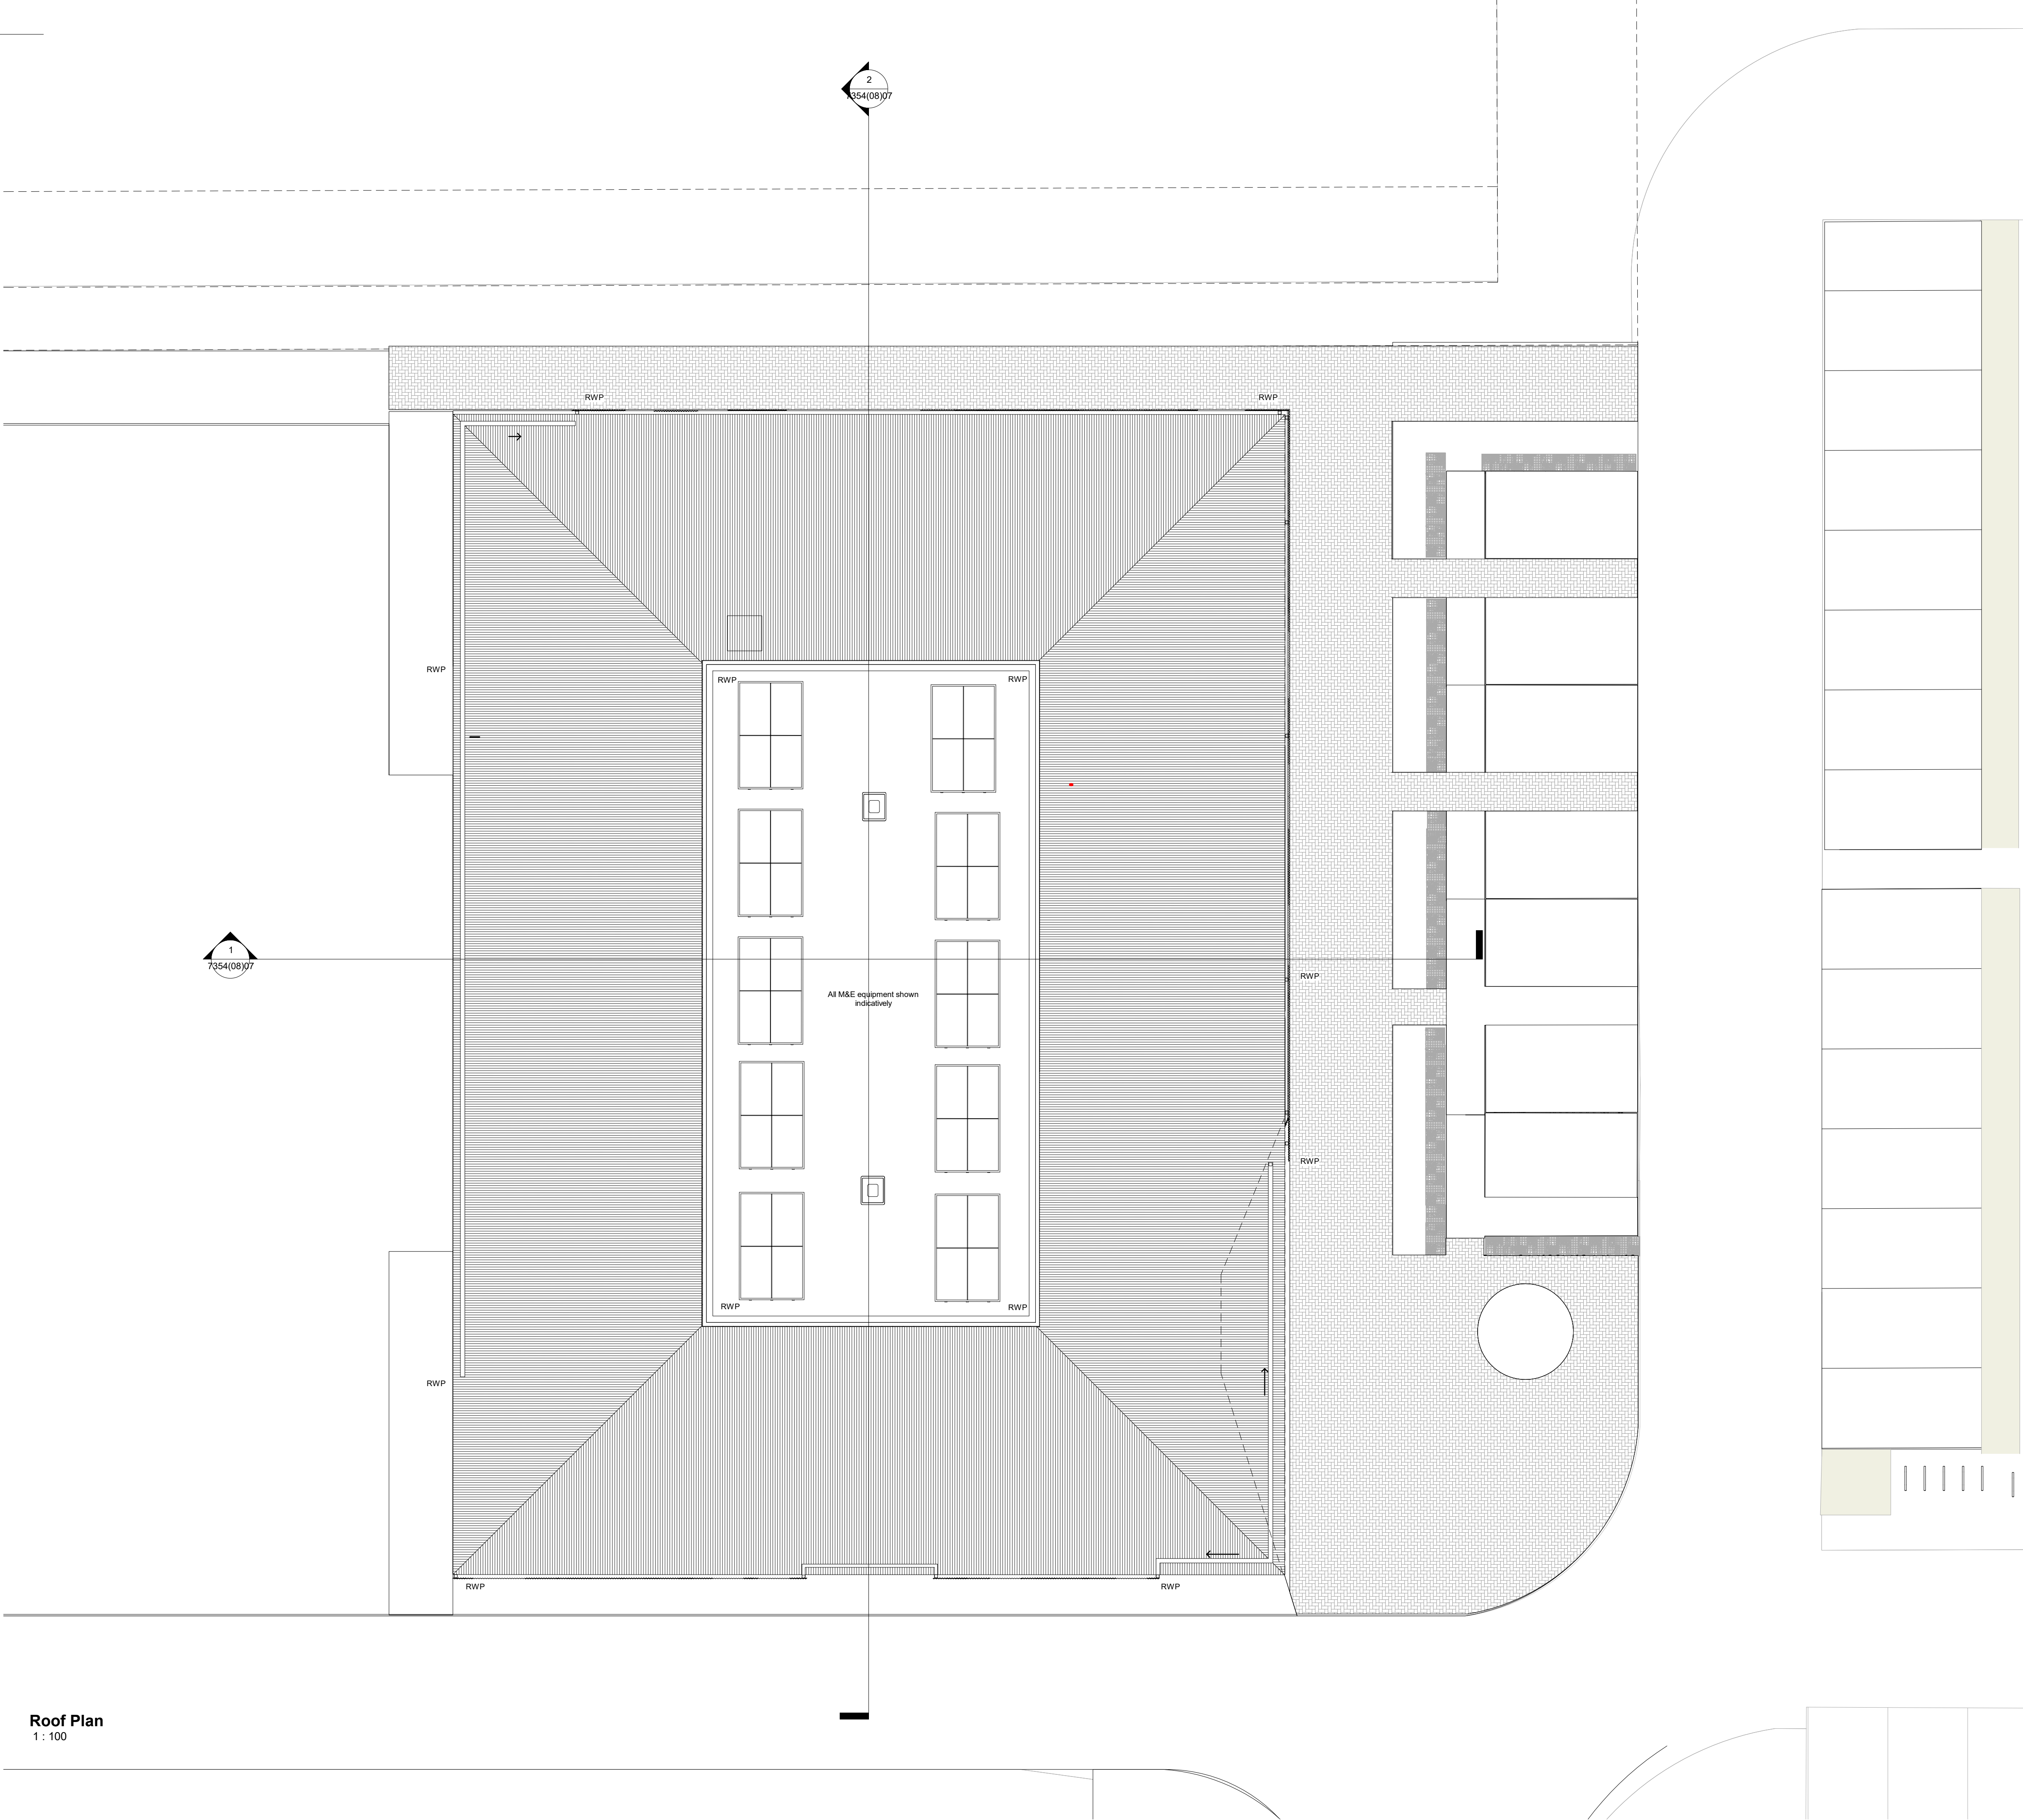 2
7354(08)07
RWP
RWP
RWP
RWP
RWP
1
7354(08)07
RWP
All M&E equipment shown
indicatively
RWP
RWP
RWP
RWP
RWP
RWP
Roof Plan
1 : 100